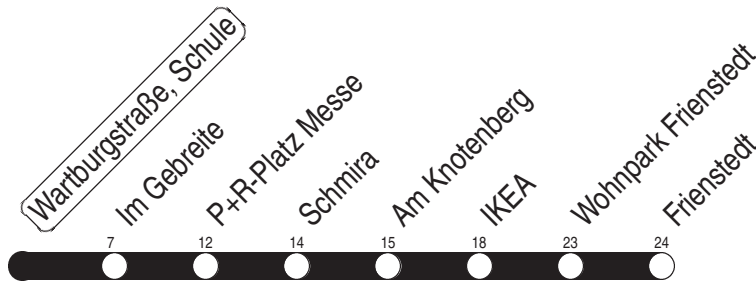 Wartburgstraße, Schule
Im Gebreite
P+R-Platz Messe
Schmira
Am Knotenberg
IKEA
Wohnpark Frienstedt
Frienstedt
7
12
14
15
18
23
24